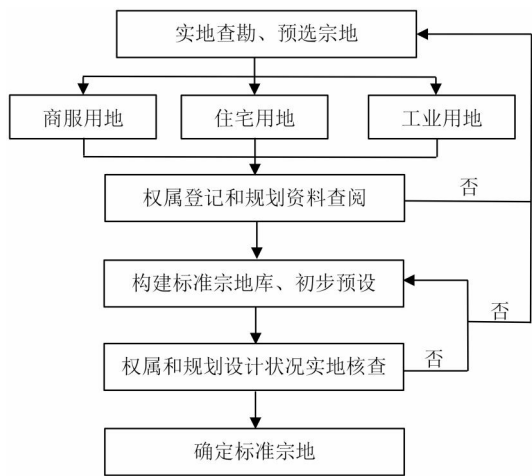 实地查勘、预选宗地
商服用地
住宅用地
工业用地
权属登记和规划资料查阅
否
构建标准宗地库、初步预设
否
权属和规划设计状况实地核查
否
确定标准宗地